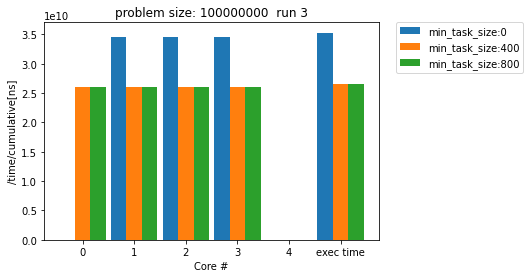 problem size: 100000000  run 3
1e10
3.5
3.0
2.5
2.0
1.5
1.0
0.5
0.0
/time/cumulative[ns]
0 1 2 3 4 exec time
Core #
min_task_size:0
min_task_size:400
min_task_size:800